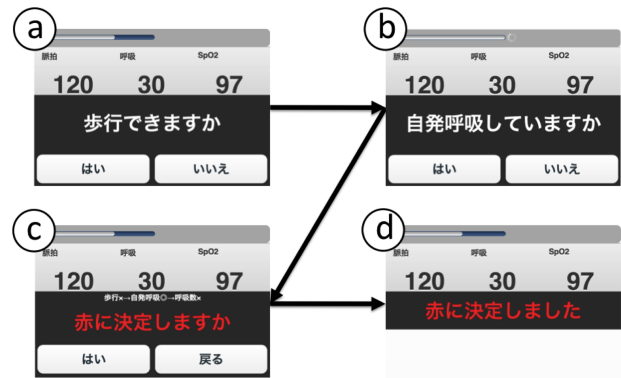 a
脈拍 呼吸 SpO2
120 30 97
歩行できますか
はい いいえ
b
脈拍 呼吸 SpO2
120 30 97
自発呼吸していますか
はい いいえ
c
脈拍 呼吸 SpO2
120 30 97
歩行×→自発呼吸○→呼吸数×
赤に決定しますか
はい 戻る
d
脈拍 呼吸 SpO2
120 30 97
赤に決定しました